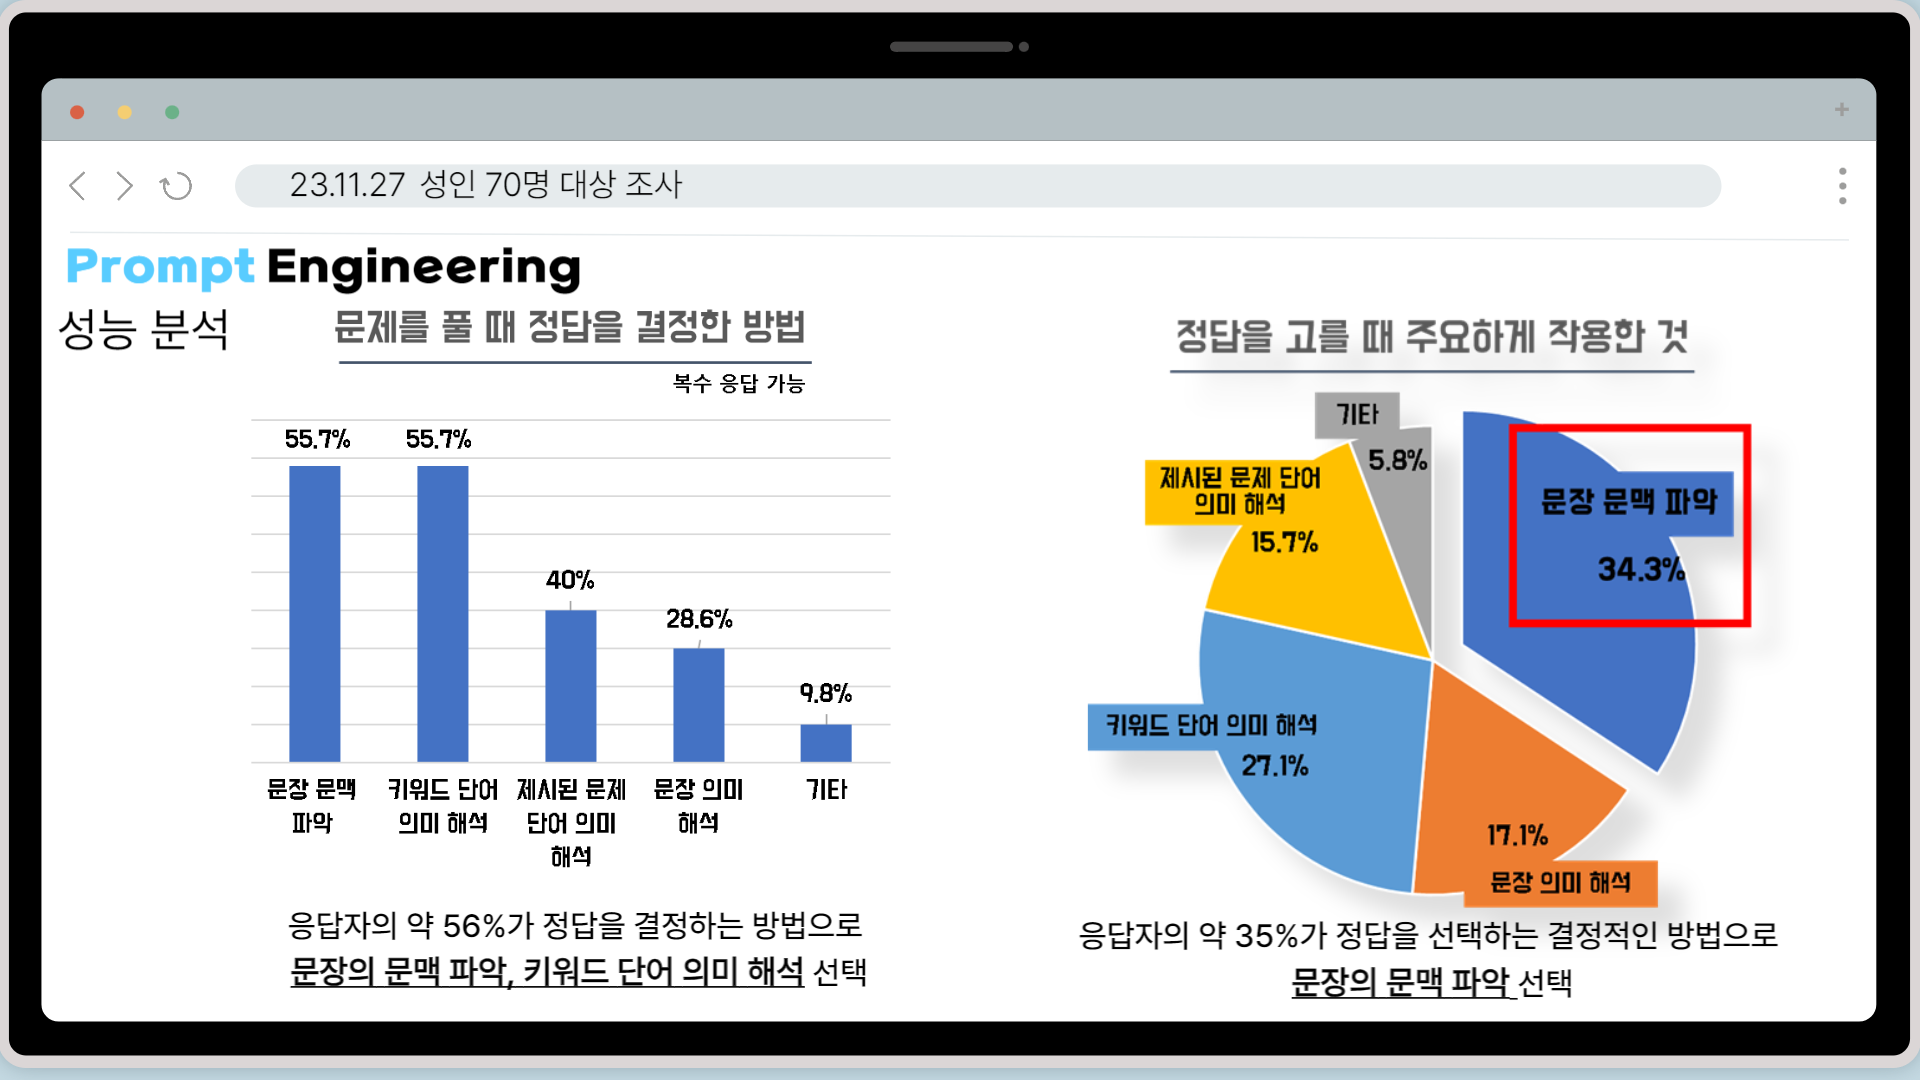 23.11.27 성인 70명 대상 조사
Prompt Engineering
성능 분석
문제를 풀 때 정답을 결정한 방법
복수 응답 가능
55.7%
55.7%
40%
28.6%
9.8%
문장 문맥
파악
키워드 단어
의미 해석
제시된 문제
단어 의미
해석
문장 의미
해석
기타
응답자의 약 56%가 정답을 결정하는 방법으로
문장의 문맥 파악, 키워드 단어 의미 해석 선택
정답을 고를 때 주요하게 작용한 것
기타
5.8%
제시된 문제 단어
의미 해석
15.7%
문장 문맥 파악
34.3%
키워드 단어 의미 해석
27.1%
17.1%
문장 의미 해석
응답자의 약 35%가 정답을 선택하는 결정적인 방법으로
문장의 문맥 파악 선택